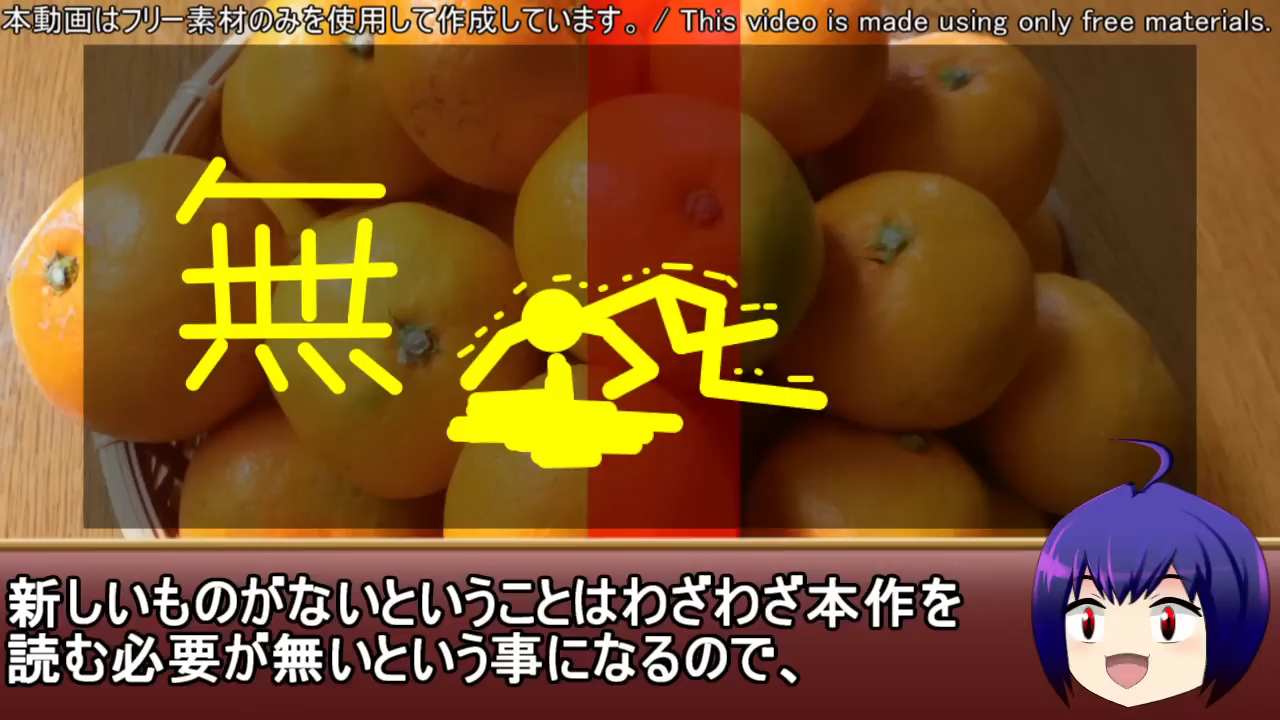 本動画はフリー素材のみを使用して作成しています。 / This video is made using only free materials.
無
新しいものがないということはわざわざ本作を
読む必要が無いという事になるので、